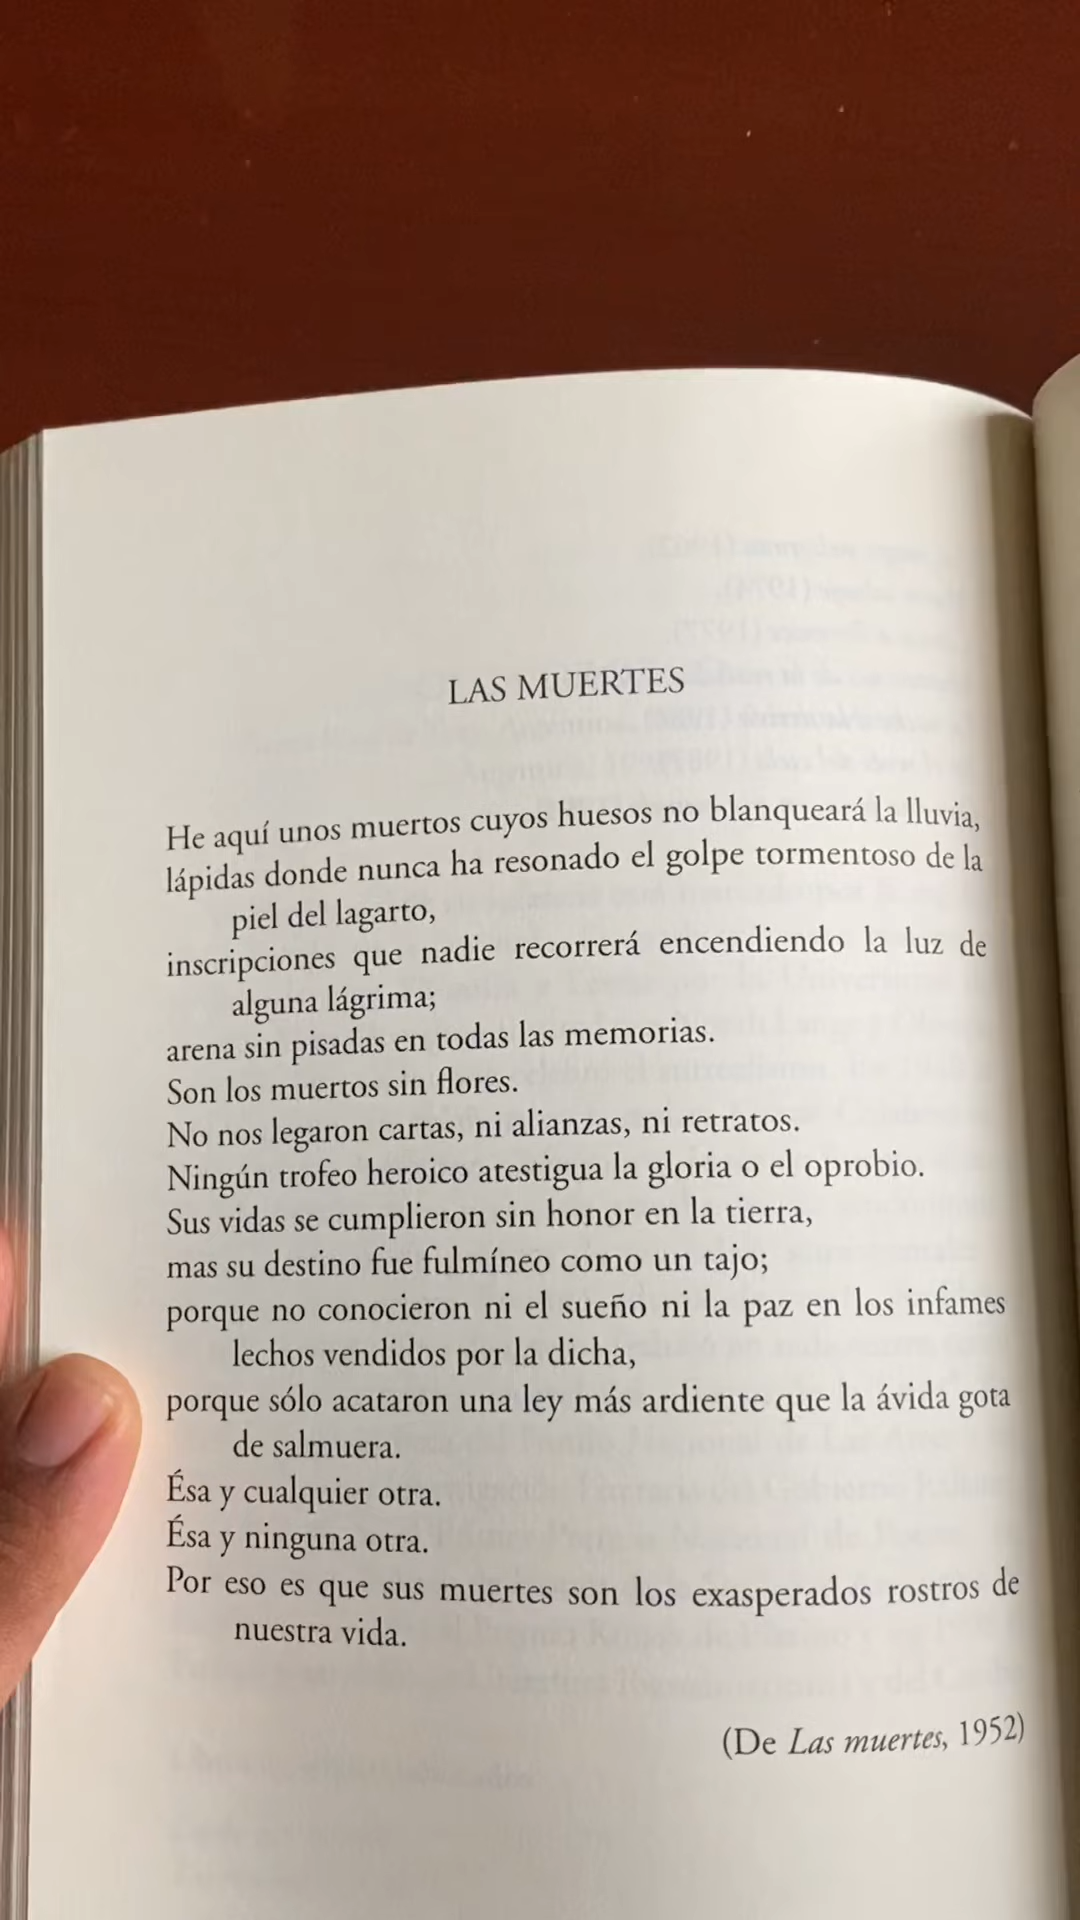 LAS MUERTES
He aquí unos muertos cuyos huesos no blanqueará la lluvia,
lápidas donde nunca ha resonado el golpe tormentoso de la
piel del lagarto,
inscripciones que nadie recorrerá encendiendo la luz de
alguna lágrima;
arena sin pisadas en todas las memorias.
Son los muertos sin flores.
No nos legaron cartas, ni alianzas, ni retratos.
Ningún trofeo heroico atestigua la gloria o el oprobio.
Sus vidas se cumplieron sin honor en la tierra,
mas su destino fue fulmíneo como un tajo;
porque no conocieron ni el sueño ni la paz en los infames
lechos vendidos por la dicha,
porque sólo acataron una ley más ardiente que la ávida gota
de salmuera.
Ésa y cualquier otra.
Ésa y ninguna otra.
Por eso es que sus muertes son los exasperados rostros de
nuestra vida.
(De Las muertes, 1952)